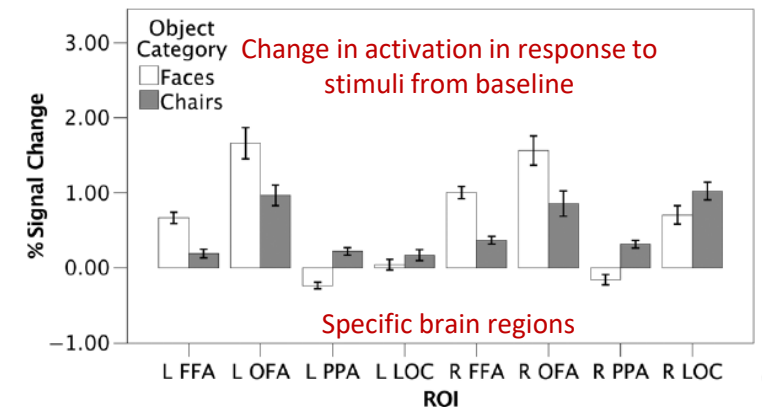 Object
Category
Faces
Chairs
Change in activation in response to
stimuli from baseline
% Signal Change
3.00
2.00
1.00
0.00
−1.00
Specific brain regions
L FFA L OFA L PPA L LOC R FFA R OFA R PPA R LOC
ROI